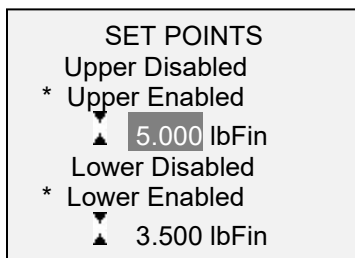 SET POINTS
Upper Disabled
* Upper Enabled
5.000 lbFin
Lower Disabled
* Lower Enabled
3.500 lbFin